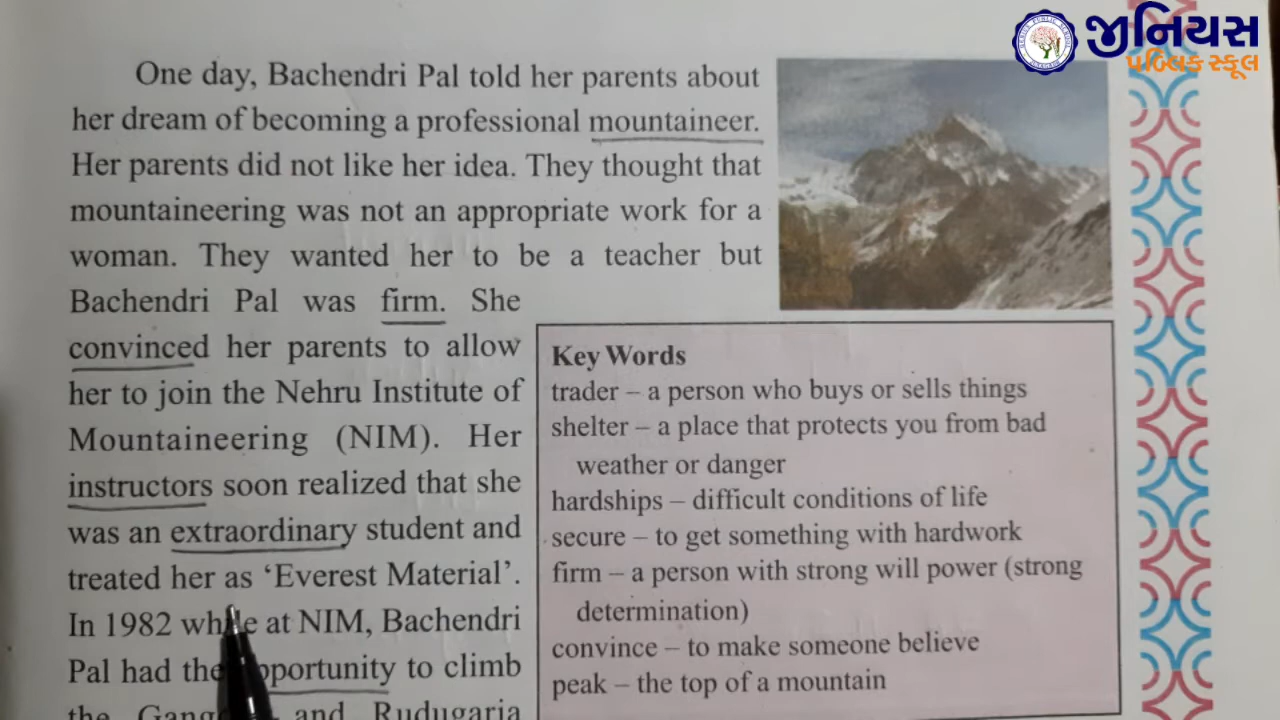 જીનિયસ
પબ્લિક સ્કૂલ
One day, Bachendri Pal told her parents about
her dream of becoming a professional mountaineer.
Her parents did not like her idea. They thought that
mountaineering was not an appropriate work for a
woman. They wanted her to be a teacher but
Bachendri Pal was firm. She
convinced her parents to allow
her to join the Nehru Institute of
Mountaineering (NIM). Her
instructors soon realized that she
was an extraordinary student and
treated her as ‘Everest Material’.
In 1982 while at NIM, Bachendri
Pal had the opportunity to climb
the and Rudugaria
Key Words
trader – a person who buys or sells things
shelter – a place that protects you from bad
weather or danger
hardships – difficult conditions of life
secure – to get something with hardwork
firm – a person with strong will power (strong
determination)
convince – to make someone believe
peak – the top of a mountain